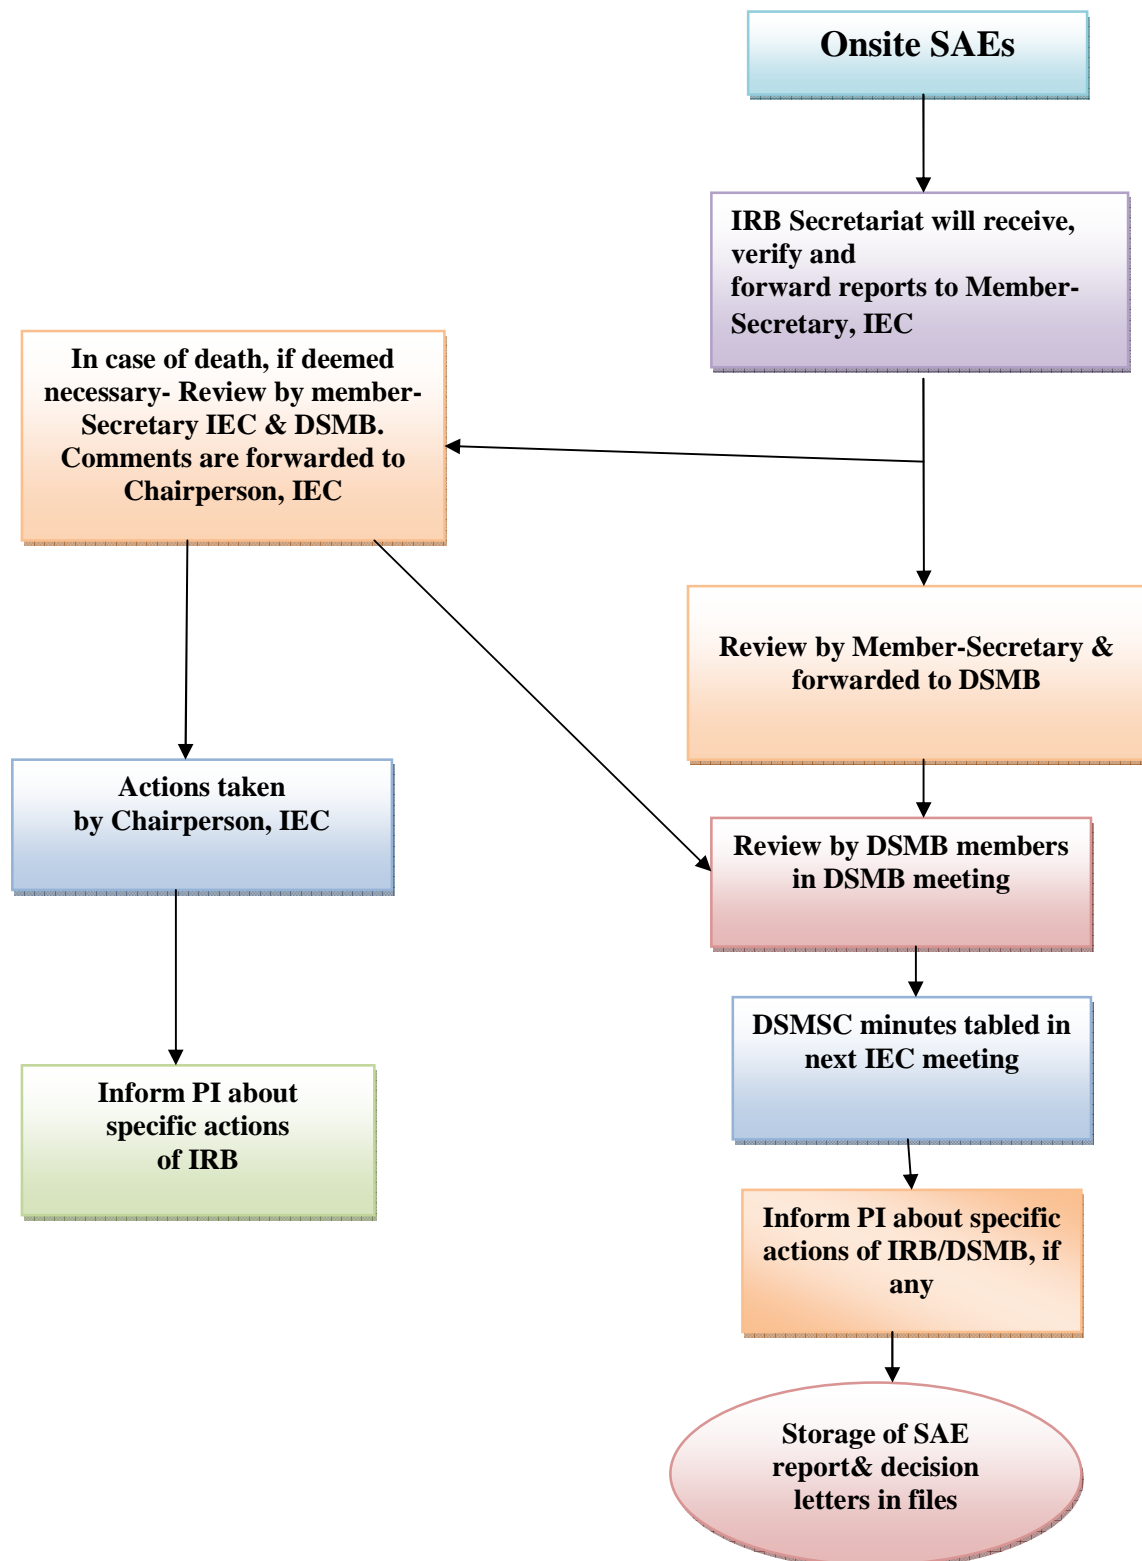 Onsite SAEs
IRB Secretariat will receive,
verify and
forward reports to Member-
Secretary, IEC
In case of death, if deemed
necessary- Review by member-
Secretary IEC & DSMB.
Comments are forwarded to
Chairperson, IEC
Review by Member-Secretary &
forwarded to DSMB
Actions taken
by Chairperson, IEC
Review by DSMB members
in DSMB meeting
DSMSC minutes tabled in
next IEC meeting
Inform PI about
specific actions
of IRB
Inform PI about specific
actions of IRB/DSMB, if
any
Storage of SAE
report& decision
letters in files